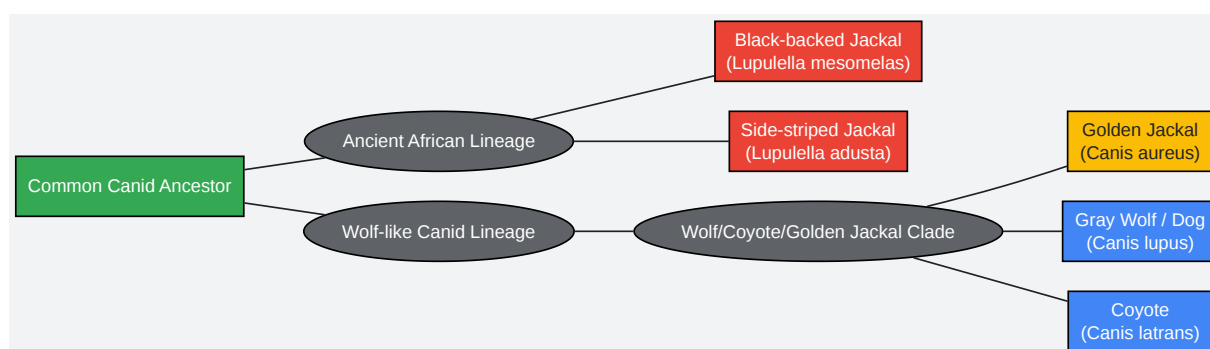 Black-backed Jackal
(Lupulella mesomelas)
Ancient African Lineage
Side-striped Jackal
(Lupulella adusta)
Golden Jackal
(Canis aureus)
Common Canid Ancestor
Wolf-like Canid Lineage
Wolf/Coyote/Golden Jackal Clade
Gray Wolf / Dog
(Canis lupus)
Coyote
(Canis latrans)